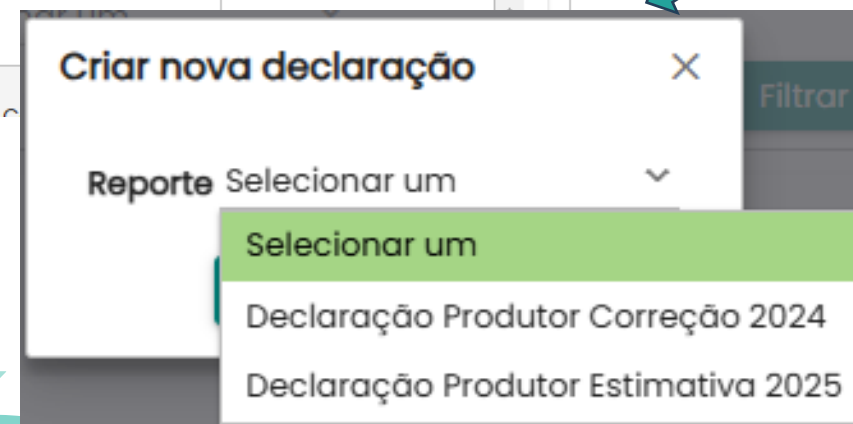 Criar nova declaração
Filtrar
Reporte Selecionar um
Selecionar um
Declaração Produtor Correção 2024
Declaração Produtor Estimativa 2025